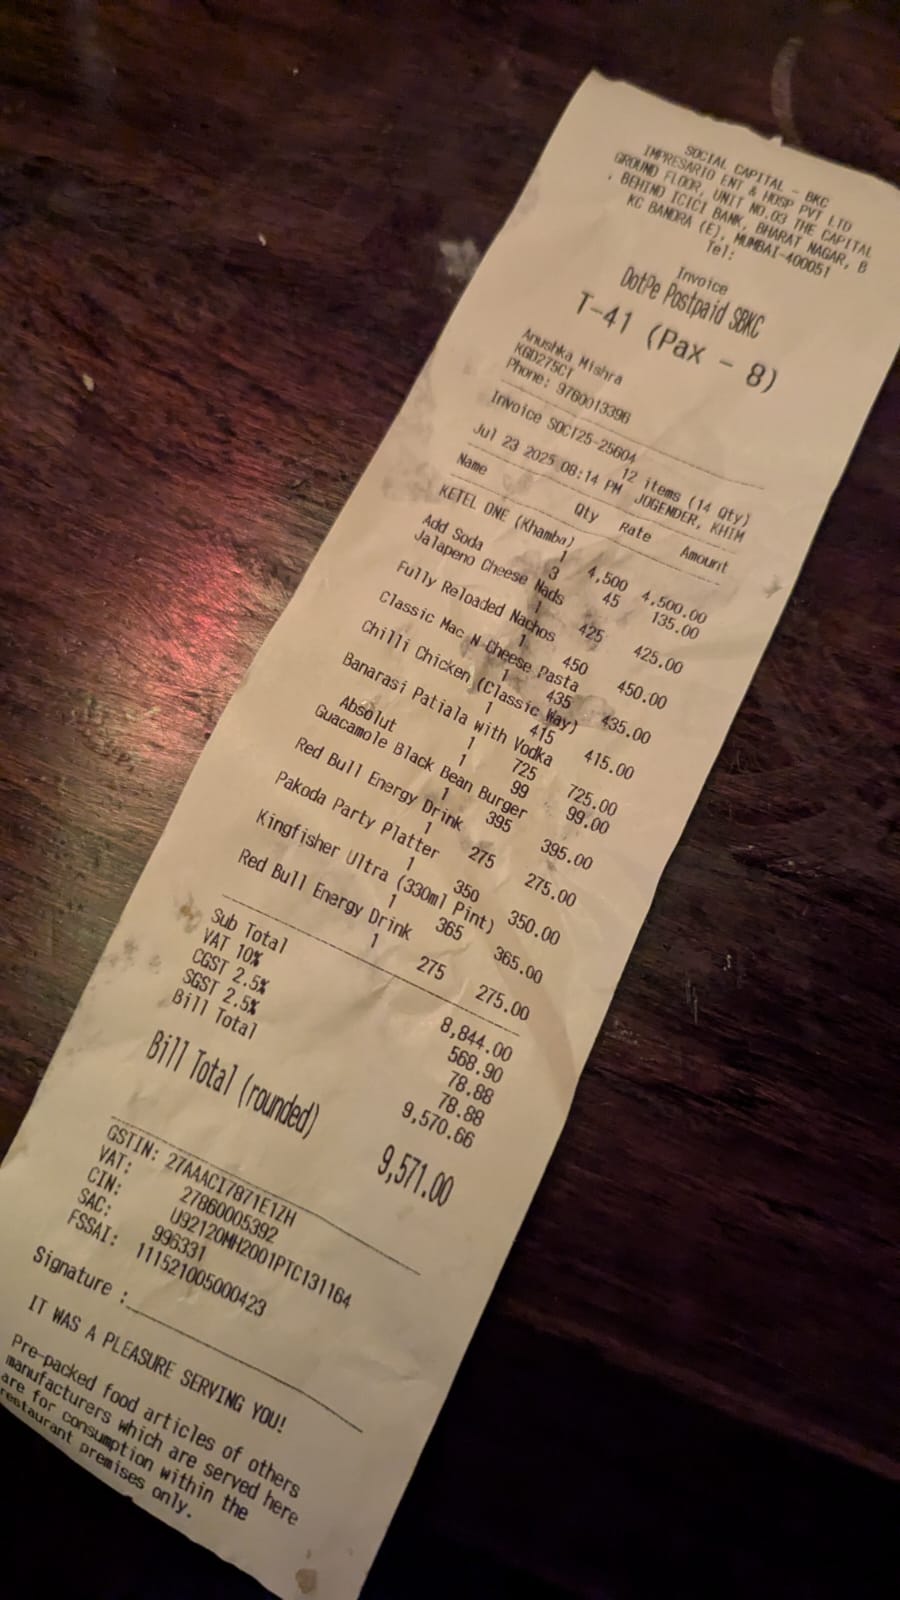 SOCIAL CAPITAL - BKC
IMPRESARIO ENT & HOSP PVT LTD
GROUND FLOOR, UNIT NO.03 THE CAPITAL
, BEHIND ICICI BANK, BHARAT NAGAR, B
KC BANDRA (E), MUMBAI-400051
Tel:
Invoice
DotPe Postpaid SBKC
T-41 (Pax - 8)
Anushka Mishra
KGD275CT
Phone: 9760013396
Invoice SOCI25-25604
12 items (14 Qty)
Jul 23 2025 08:14 PM JOGENDER, KHIM
Name Qty Rate Amount
KETEL ONE (Khamba)
1 4,500 4,500.00
Add Soda 3 45 135.00
Jalapeno Cheese Nads
1 425 425.00
Fully Reloaded Nachos
1 450 450.00
Classic Mac N Cheese Pasta
1 435 435.00
Chilli Chicken (Classic Way)
1 415 415.00
Banarasi Patiala with Vodka
1 725 725.00
Absolut 1 99 99.00
Guacamole Black Bean Burger
1 395 395.00
Red Bull Energy Drink
1 275 275.00
Pakoda Party Platter
1 350 350.00
Kingfisher Ultra (330ml Pint)
1 365 365.00
Red Bull Energy Drink
1 275 275.00
Sub Total 8,844.00
VAT 10% 568.90
CGST 2.5% 78.88
SGST 2.5% 78.88
Bill Total 9,570.66
Bill Total (rounded) 9,571.00
GSTIN: 27AAACI7871E1ZH
VAT: 27860005392
CIN: U92120MH2001PTC131164
SAC: 996331
FSSAI: 111521005000423
Signature :
IT WAS A PLEASURE SERVING YOU!
Pre-packed food articles of others
manufacturers which are served here
are for consumption within the
restaurant premises only.